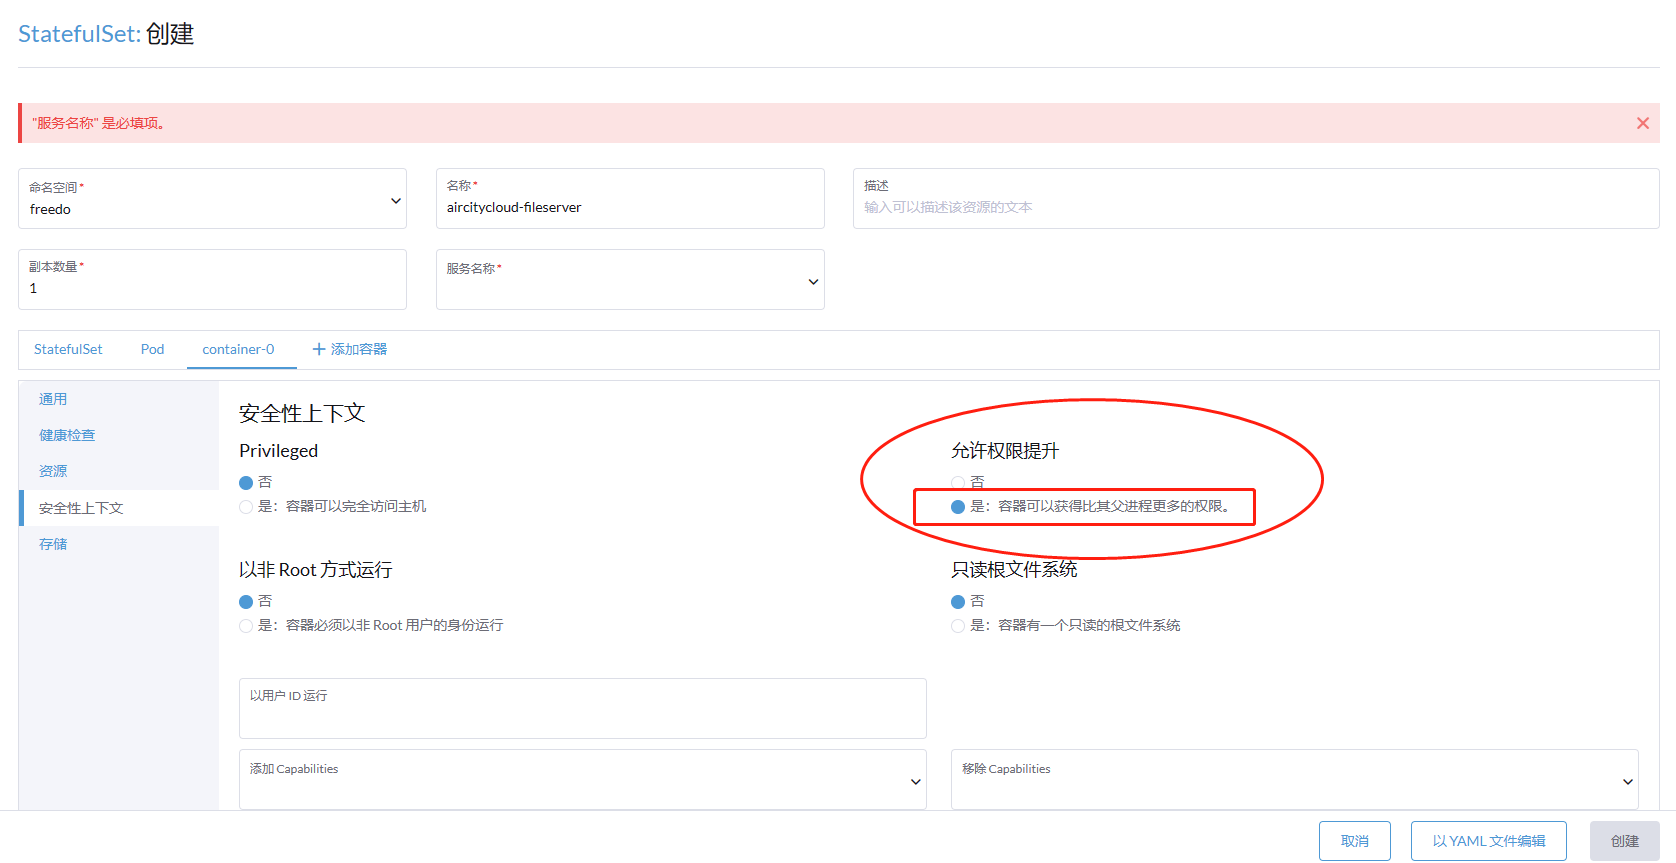 StatefulSet: 创建
"服务名称" 是必填项。
命名空间*
freedo
名称*
aircitycloud-fileserver
描述
输入可以描述该资源的文本
副本数量*
1
服务名称*
StatefulSet
Pod
container-0
添加容器
通用
健康检查
资源
安全性上下文
存储
安全性上下文
Privileged
否
是：容器可以完全访问主机
允许权限提升
否
是：容器可以获得比其父进程更多的权限。
以非 Root 方式运行
否
是：容器必须以非 Root 用户的身份运行
只读根文件系统
否
是：容器有一个只读的根文件系统
以用户 ID 运行
添加 Capabilities
移除 Capabilities
取消
以 YAML 文件编辑
创建